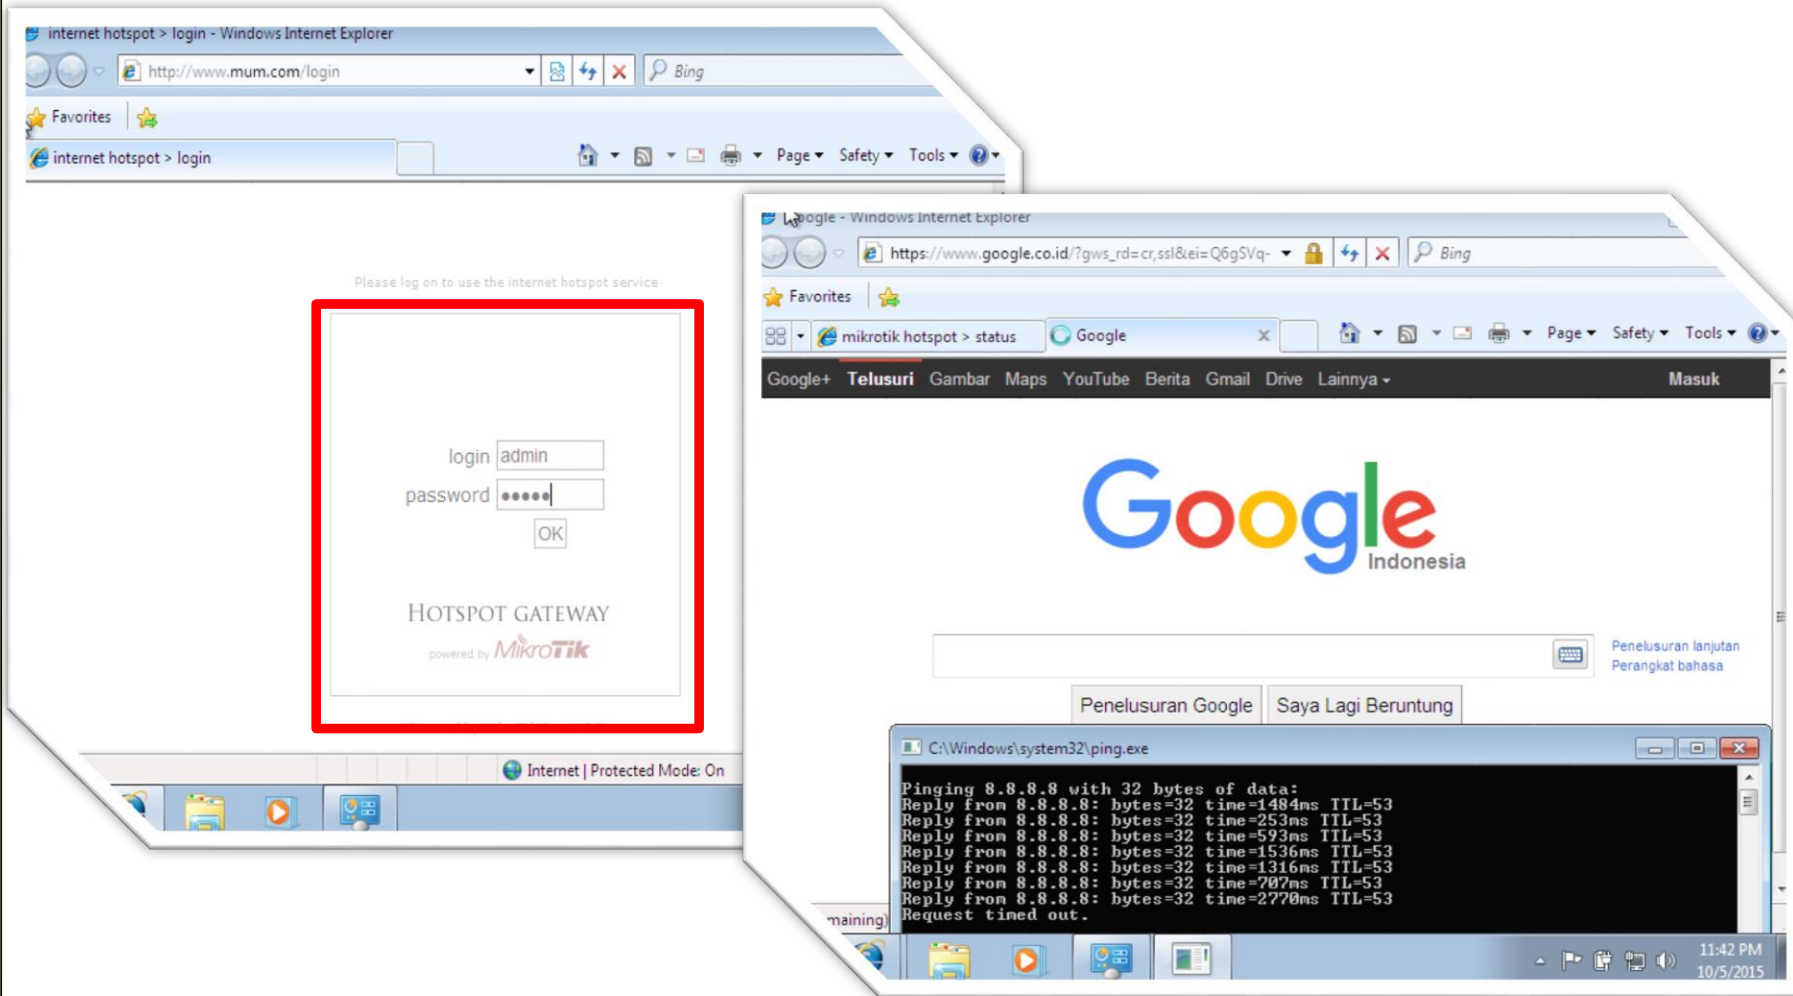 internet hotspot > login - Windows Internet Explorer
http://www.mum.com/login
Bing
Favorites
internet hotspot > login
Page
Safety
Tools
Please log on to use the internet hotspot service
login admin
password
OK
HOTSPOT GATEWAY
powered by MikroTik
Internet | Protected Mode: On
Google - Windows Internet Explorer
https://www.google.co.id/?gws_rd=cr,ssl&ei=Q6gSVq-
Bing
Favorites
mikrotik hotspot > status
Google
Page
Safety
Tools
Google+ Telusuri Gambar Maps YouTube Berita Gmail Drive Lainnya
Masuk
Google
Indonesia
Penelusuran lanjutan
Perangkat bahasa
Penelusuran Google
Saya Lagi Beruntung
C:\Windows\system32\ping.exe
Pinging 8.8.8.8 with 32 bytes of data:
Reply from 8.8.8.8: bytes=32 time=1484ms TTL=53
Reply from 8.8.8.8: bytes=32 time=253ms TTL=53
Reply from 8.8.8.8: bytes=32 time=593ms TTL=53
Reply from 8.8.8.8: bytes=32 time=1536ms TTL=53
Reply from 8.8.8.8: bytes=32 time=1316ms TTL=53
Reply from 8.8.8.8: bytes=32 time=707ms TTL=53
Reply from 8.8.8.8: bytes=32 time=2770ms TTL=53
Request timed out.
maining)
11:42 PM
10/5/2015